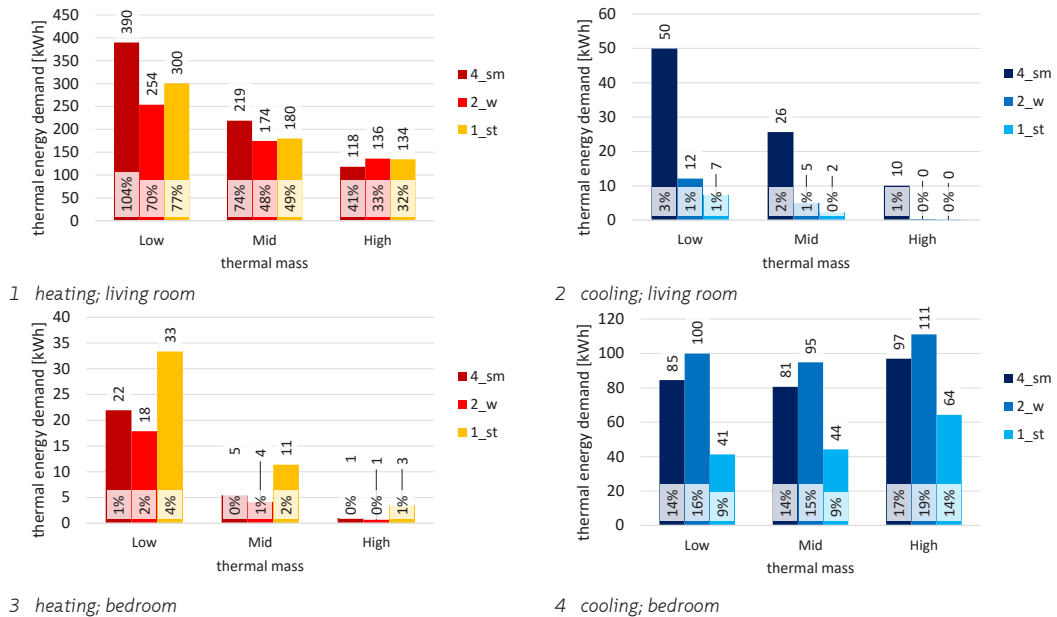 thermal energy demand [kWh]
450
400
350
300
250
200
150
100
50
0
390
254
300
219
174
180
118
136
134
104%
70%
77%
74%
48%
49%
41%
33%
32%
Low
Mid
High
thermal mass
4_sm
2_w
1_st
1 heating; living room
thermal energy demand [kWh]
60
50
40
30
20
10
0
50
12
7
26
5
2
10
0
0
3%
1%
1%
2%
1%
0%
1%
0%
0%
Low
Mid
High
thermal mass
4_sm
2_w
1_st
2 cooling; living room
thermal energy demand [kWh]
40
35
30
25
20
15
10
5
0
22
18
33
5
4
11
1
1
3
1%
2%
4%
0%
1%
2%
0%
0%
1%
Low
Mid
High
thermal mass
4_sm
2_w
1_st
3 heating; bedroom
thermal energy demand [kWh]
120
100
80
60
40
20
0
85
100
41
81
95
44
97
111
64
14%
16%
9%
14%
15%
9%
17%
19%
14%
Low
Mid
High
thermal mass
4_sm
2_w
1_st
4 cooling; bedroom